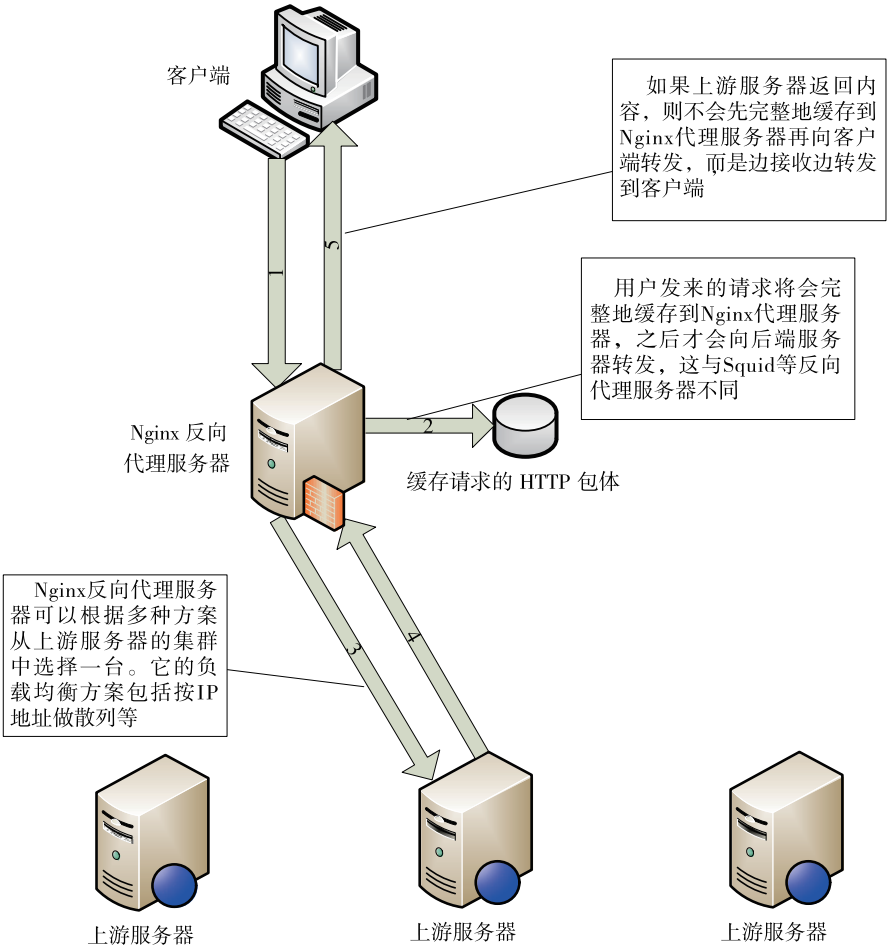 客户端
如果上游服务器返回内
容，则不会先完整地缓存到
Nginx代理服务器再向客户
端转发，而是边接收边转发
到客户端
5
1
用户发来的请求将会完
整地缓存到Nginx代理服务
器，之后才会向后端服务
器转发，这与Squid等反向
代理服务器不同
2
Nginx 反向
代理服务器
缓存请求的 HTTP 包体
Nginx反向代理服务
器可以根据多种方案
从上游服务器的集群
中选择一台。它的负
载均衡方案包括按IP
地址做散列等
3
4
上游服务器
上游服务器
上游服务器